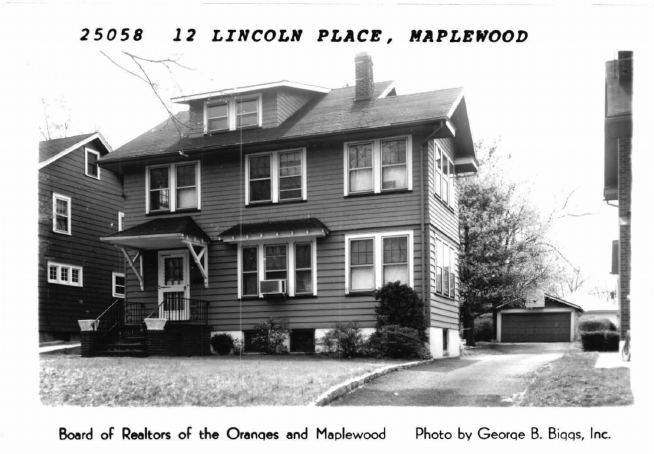 25058 12 LINCOLN PLACE, MAPLEWOOD
Board of Realtors of the Oranges and Maplewood Photo by George B. Biggs, Inc.